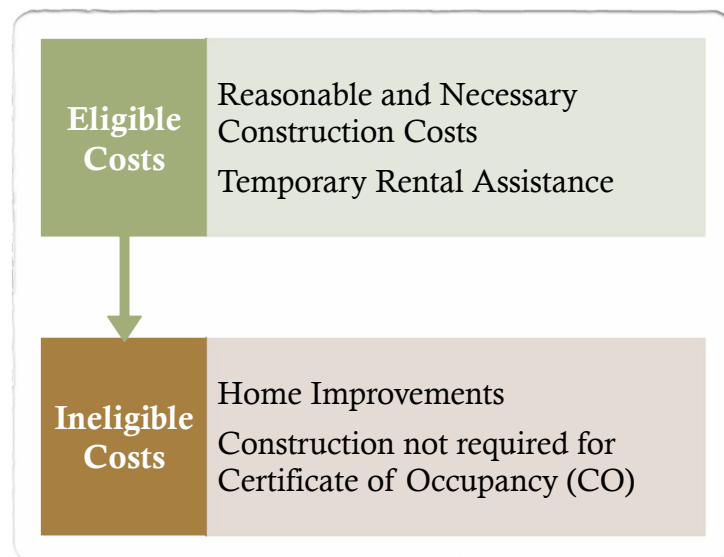 Eligible
Costs
Reasonable and Necessary
Construction Costs
Temporary Rental Assistance
Ineligible
Costs
Home Improvements
Construction not required for
Certificate of Occupancy (CO)